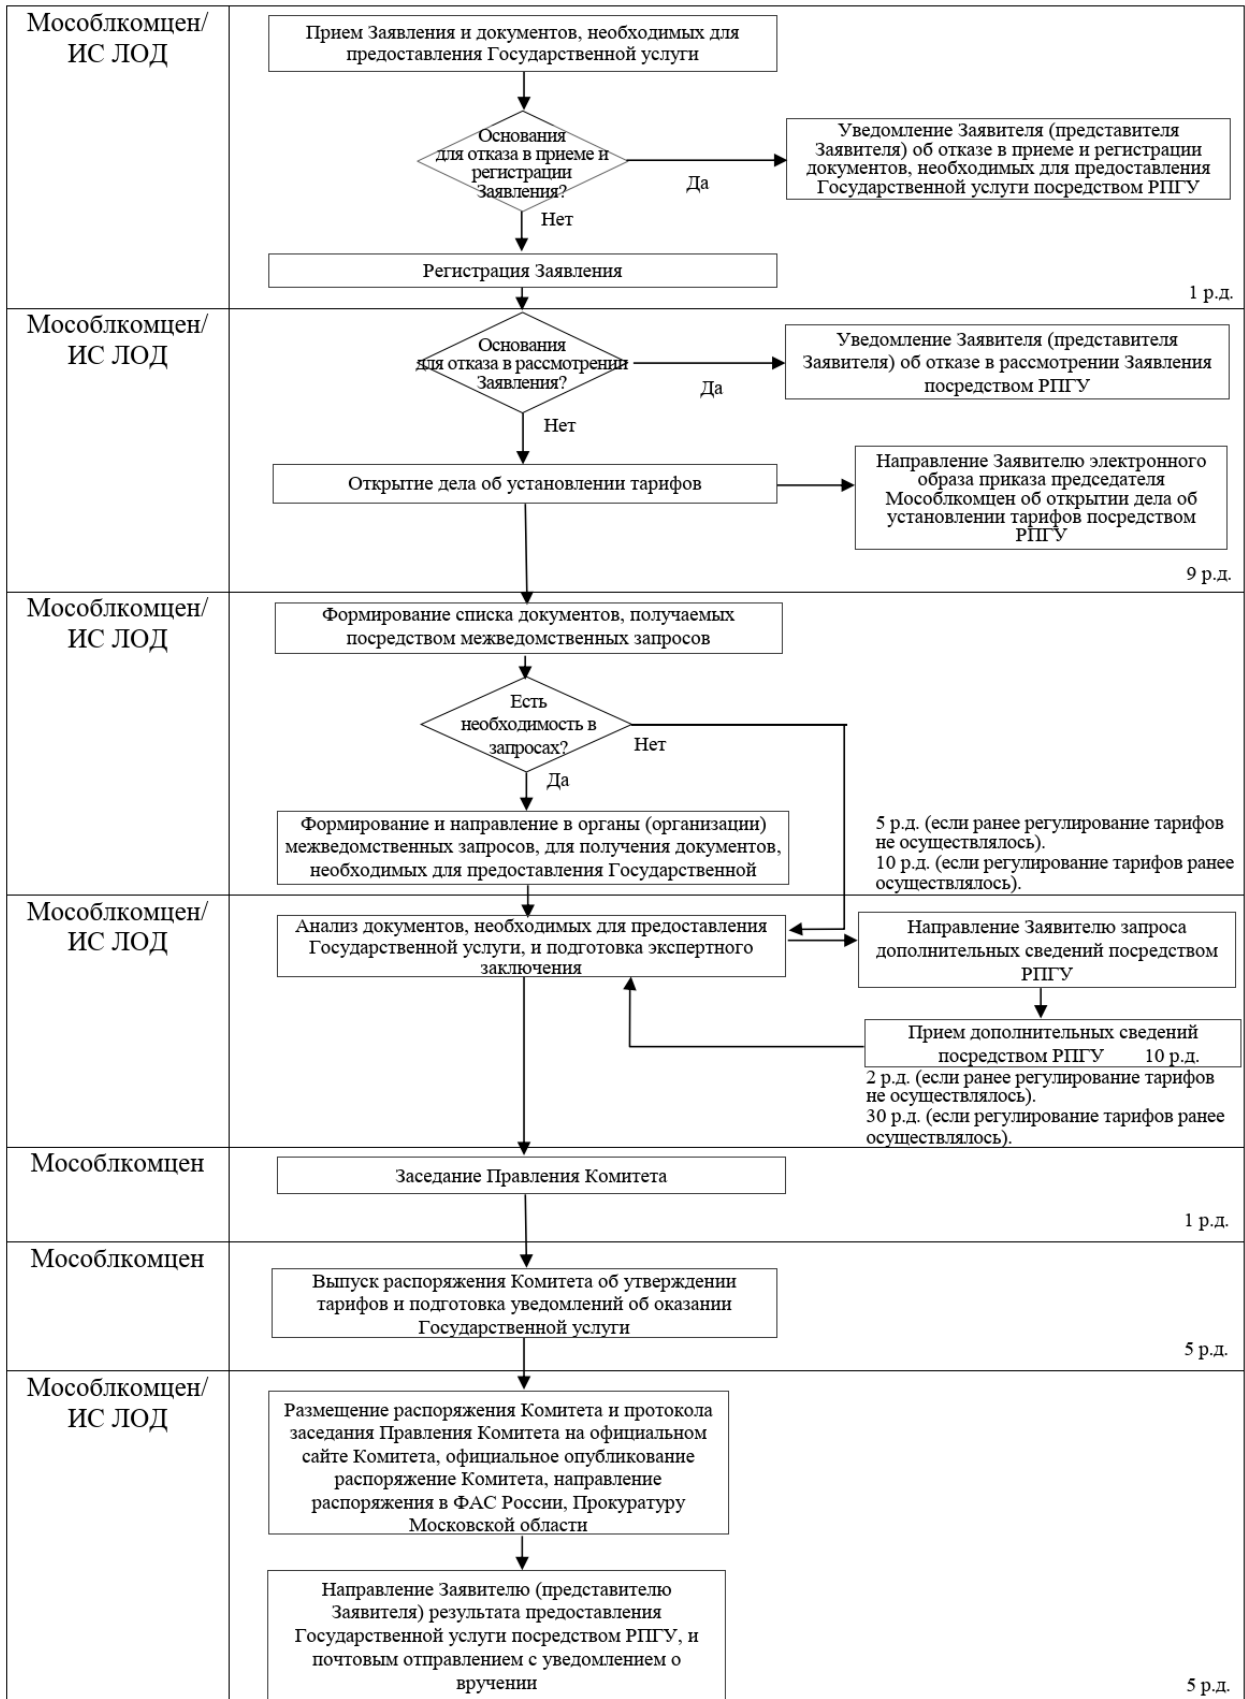 Мособлкомцен/
ИС ЛОД
Прием Заявления и документов, необходимых для
предоставления Государственной услуги
Основания
для отказа в приеме и
регистрации
Заявления?
Да
Уведомление Заявителя (представителя
Заявителя) об отказе в приеме и регистрации
документов, необходимых для предоставления
Государственной услуги посредством РПГУ
Нет
Регистрация Заявления
1 р.д.
Мособлкомцен/
ИС ЛОД
Основания
для отказа в рассмотрении
Заявления?
Да
Уведомление Заявителя (представителя
Заявителя) об отказе в рассмотрении Заявления
посредством РПГУ
Нет
Открытие дела об установлении тарифов
Направление Заявителю электронного
образа приказа председателя
Мособлкомцен об открытии дела об
установлении тарифов посредством
РПГУ
9 р.д.
Мособлкомцен/
ИС ЛОД
Формирование списка документов, получаемых
посредством межведомственных запросов
Есть
необходимость в
запросах?
Нет
Да
Формирование и направление в органы (организации)
межведомственных запросов, для получения документов,
необходимых для предоставления Государственной
5 р.д. (если ранее регулирование тарифов
не осуществлялось).
10 р.д. (если регулирование тарифов ранее
осуществлялось).
Мособлкомцен/
ИС ЛОД
Анализ документов, необходимых для предоставления
Государственной услуги, и подготовка экспертного
заключения
Направление Заявителю запроса
дополнительных сведений посредством
РПГУ
Прием дополнительных сведений
посредством РПГУ 10 р.д.
2 р.д. (если ранее регулирование тарифов
не осуществлялось).
30 р.д. (если регулирование тарифов ранее
осуществлялось).
Мособлкомцен
Заседание Правления Комитета
1 р.д.
Мособлкомцен
Выпуск распоряжения Комитета об утверждении
тарифов и подготовка уведомлений об оказании
Государственной услуги
5 р.д.
Мособлкомцен/
ИС ЛОД
Размещение распоряжения Комитета и протокола
заседания Правления Комитета на официальном
сайте Комитета, официальное опубликование
распоряжение Комитета, направление
распоряжения в ФАС России, Прокуратуру
Московской области
Направление Заявителю (представителю
Заявителя) результата предоставления
Государственной услуги посредством РПГУ, и
почтовым отправлением с уведомлением о
вручении
5 р.д.